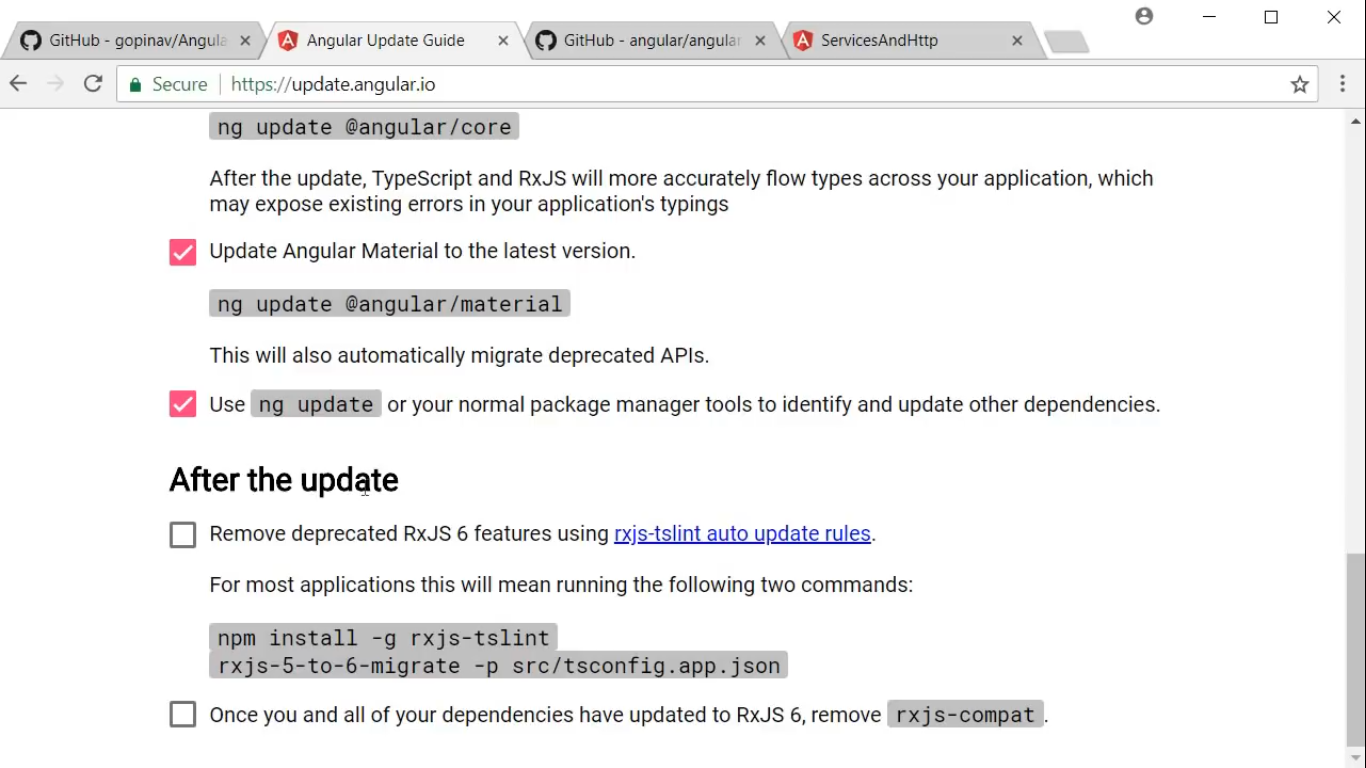 GitHub - gopinav/Angula
Angular Update Guide
GitHub - angular/angular
ServicesAndHttp
Secure
https://update.angular.io
ng update @angular/core
After the update, TypeScript and RxJS will more accurately flow types across your application, which
may expose existing errors in your application's typings
Update Angular Material to the latest version.
ng update @angular/material
This will also automatically migrate deprecated APIs.
Use ng update or your normal package manager tools to identify and update other dependencies.
After the update
Remove deprecated RxJS 6 features using rxjs-tslint auto update rules.
For most applications this will mean running the following two commands:
npm install -g rxjs-tslint
rxjs-5-to-6-migrate -p src/tsconfig.app.json
Once you and all of your dependencies have updated to RxJS 6, remove rxjs-compat.